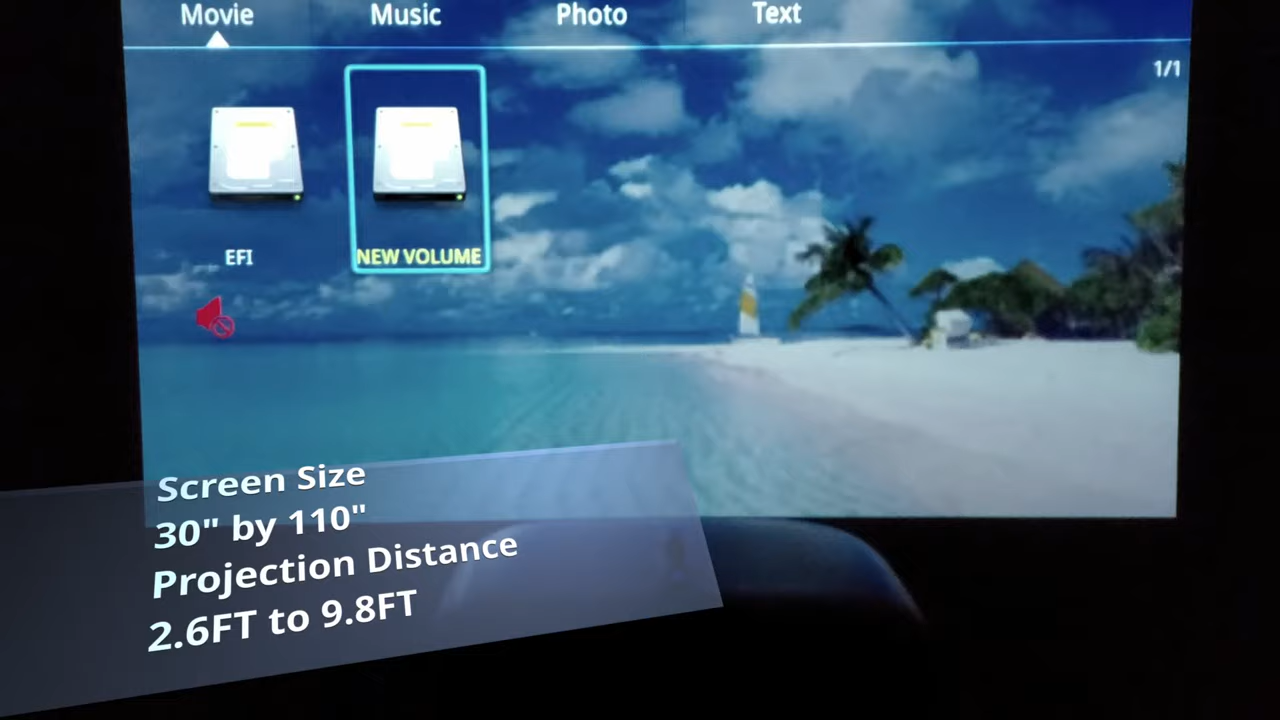 Movie Music Photo Text
1/1
EFI NEW VOLUME
Screen Size
30" by 110"
Projection Distance
2.6FT to 9.8FT